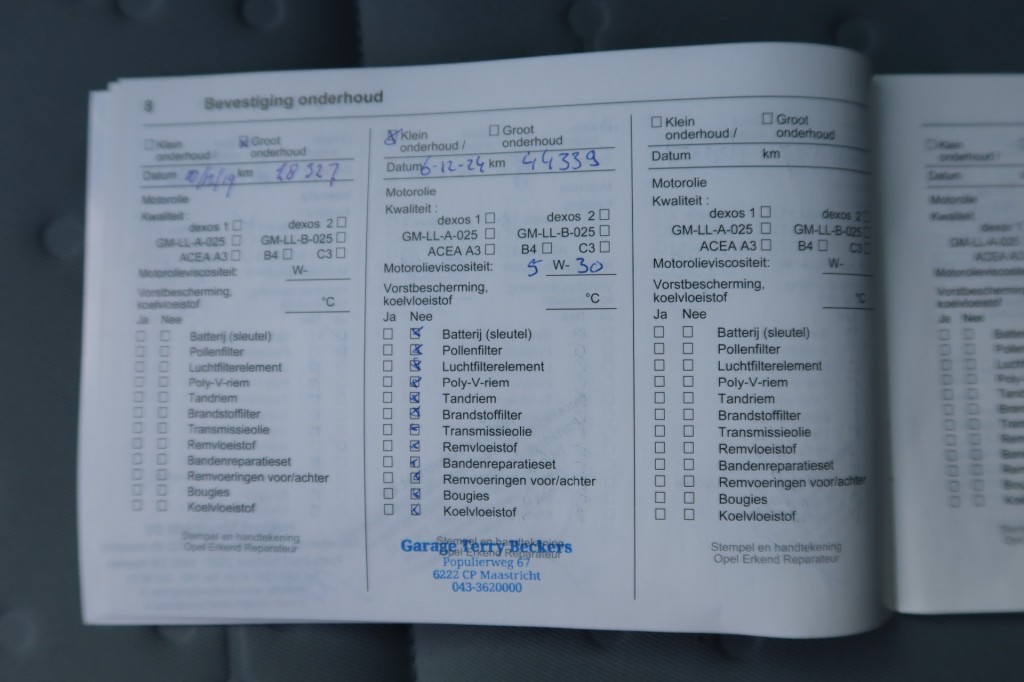 8 Bevestiging onderhoud
Klein onderhoud / Groot onderhoud
Datum km 28327
Motorolie
Kwaliteit :
dexos 1 dexos 2
GM-LL-A-025 GM-LL-B-025
ACEA A3 B4 C3
Motorolieviscositeit: W-
Vorstbescherming,
koelvloeistof °C
Ja Nee
Batterij (sleutel)
Pollenfilter
Luchtfilterelement
Poly-V-riem
Tandriem
Brandstoffilter
Transmissieolie
Remvloeistof
Bandenreparatieset
Remvoeringen voor/achter
Bougies
Koelvloeistof
Stempel en handtekening
Opel Erkend Reparateur
Klein onderhoud / Groot onderhoud
Datum 6-12-24 km 44339
Motorolie
Kwaliteit :
dexos 1 dexos 2
GM-LL-A-025 GM-LL-B-025
ACEA A3 B4 C3
Motorolieviscositeit: 5 W- 30
Vorstbescherming,
koelvloeistof °C
Ja Nee
Batterij (sleutel)
Pollenfilter
Luchtfilterelement
Poly-V-riem
Tandriem
Brandstoffilter
Transmissieolie
Remvloeistof
Bandenreparatieset
Remvoeringen voor/achter
Bougies
Koelvloeistof
Stempel en handtekening
Opel Erkend Reparateur
Garage Terry Beckers
Populierweg 67
6222 CP Maastricht
043-3620000
Klein onderhoud / Groot onderhoud
Datum km
Motorolie
Kwaliteit :
dexos 1 dexos 2
GM-LL-A-025 GM-LL-B-025
ACEA A3 B4 C3
Motorolieviscositeit: W-
Vorstbescherming,
koelvloeistof °C
Ja Nee
Batterij (sleutel)
Pollenfilter
Luchtfilterelement
Poly-V-riem
Tandriem
Brandstoffilter
Transmissieolie
Remvloeistof
Bandenreparatieset
Remvoeringen voor/achter
Bougies
Koelvloeistof
Stempel en handtekening
Opel Erkend Reparateur